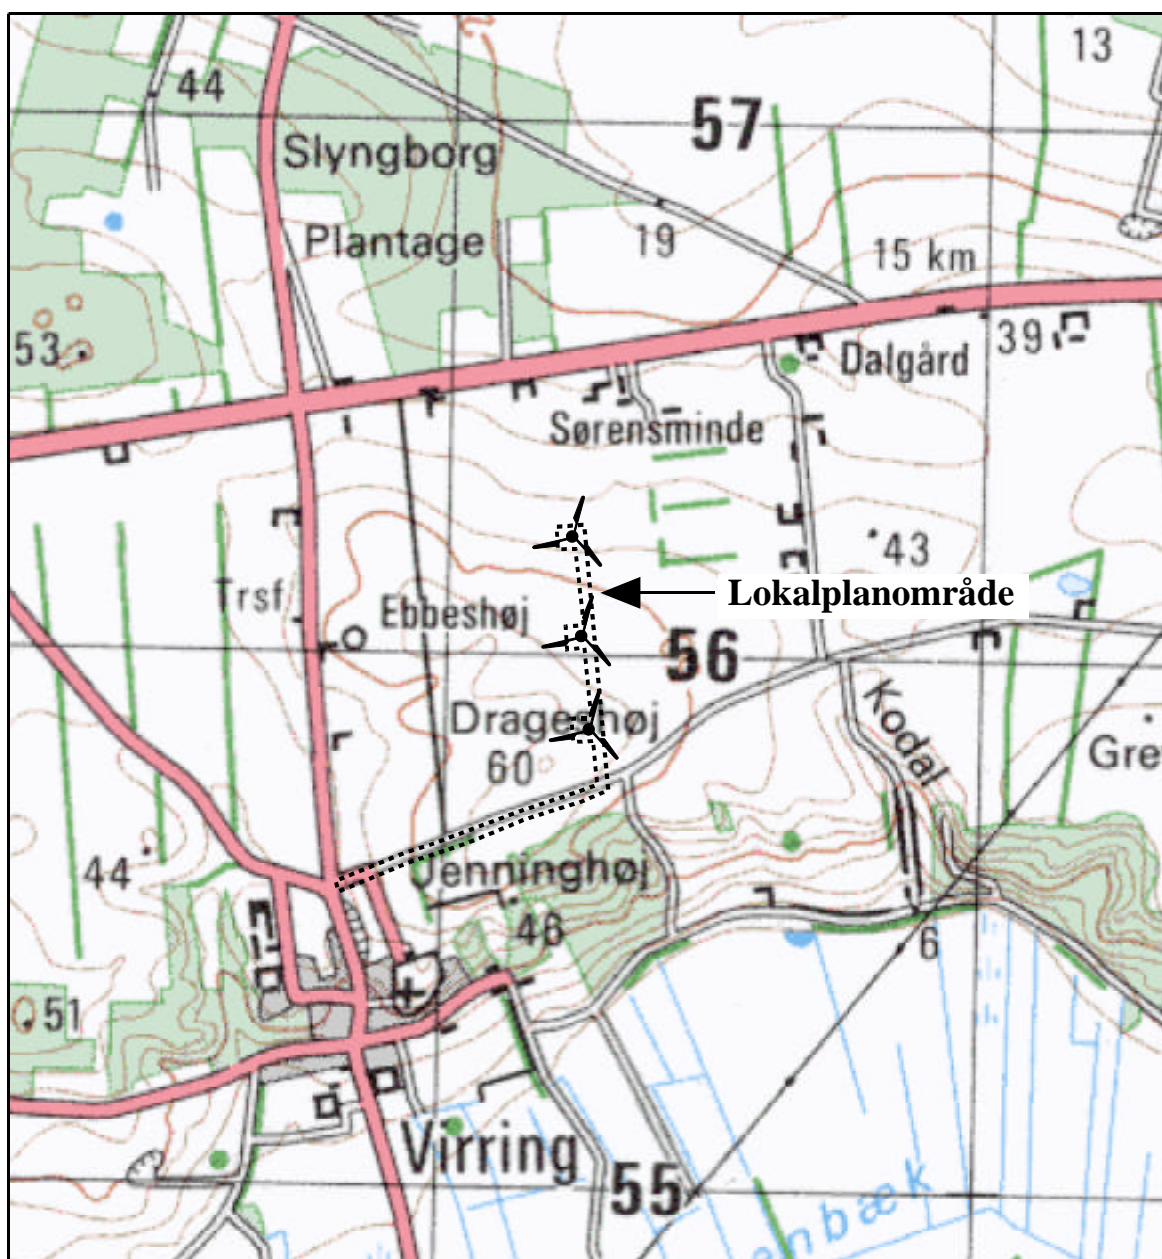 13
44
57
Slyngborg
Plantage
19
15 km
53
39
Dalgård
Sørensminde
43
Trsf
Ebbeshøj
Lokalplanområde
56
Drageshøj
60
Kodal
Gre
44
Jenninghøj
46
6
51
Virring
55
nbæk